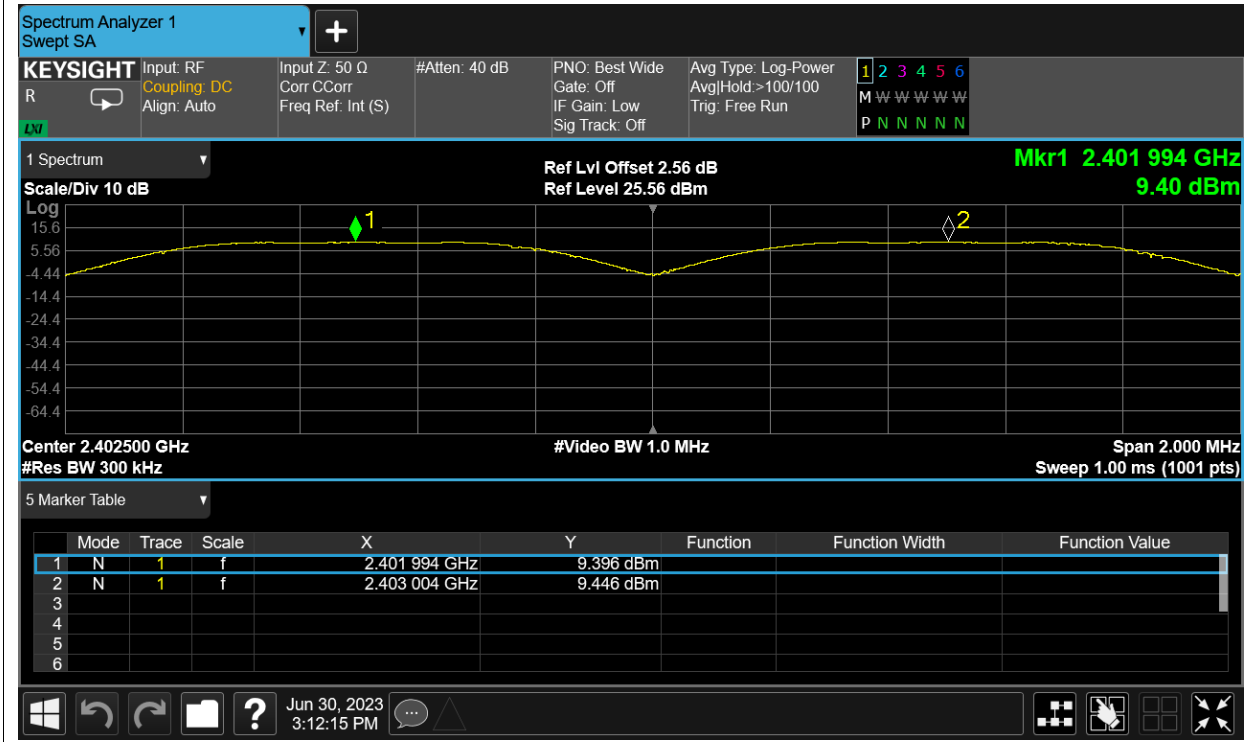 Spectrum Analyzer 1
Swept SA
KEYSIGHT
R
LXI
Input: RF
Coupling: DC
Align: Auto
Input Z: 50 Ω
Corr CCorr
Freq Ref: Int (S)
#Atten: 40 dB
PNO: Best Wide
Gate: Off
IF Gain: Low
Sig Track: Off
Avg Type: Log-Power
Avg|Hold:>100/100
Trig: Free Run
1 2 3 4 5 6
M W W W W W
P N N N N N
1 Spectrum
Scale/Div 10 dB
Ref Lvl Offset 2.56 dB
Ref Level 25.56 dBm
Mkr1 2.401 994 GHz
9.40 dBm
Log
15.6
5.56
-4.44
-14.4
-24.4
-34.4
-44.4
-54.4
-64.4
1
2
Center 2.402500 GHz
#Res BW 300 kHz
#Video BW 1.0 MHz
Span 2.000 MHz
Sweep 1.00 ms (1001 pts)
5 Marker Table
Mode Trace Scale X Y Function Function Width Function Value
1 N 1 f 2.401 994 GHz 9.396 dBm
2 N 1 f 2.403 004 GHz 9.446 dBm
3
4
5
6
?
Jun 30, 2023
3:12:15 PM